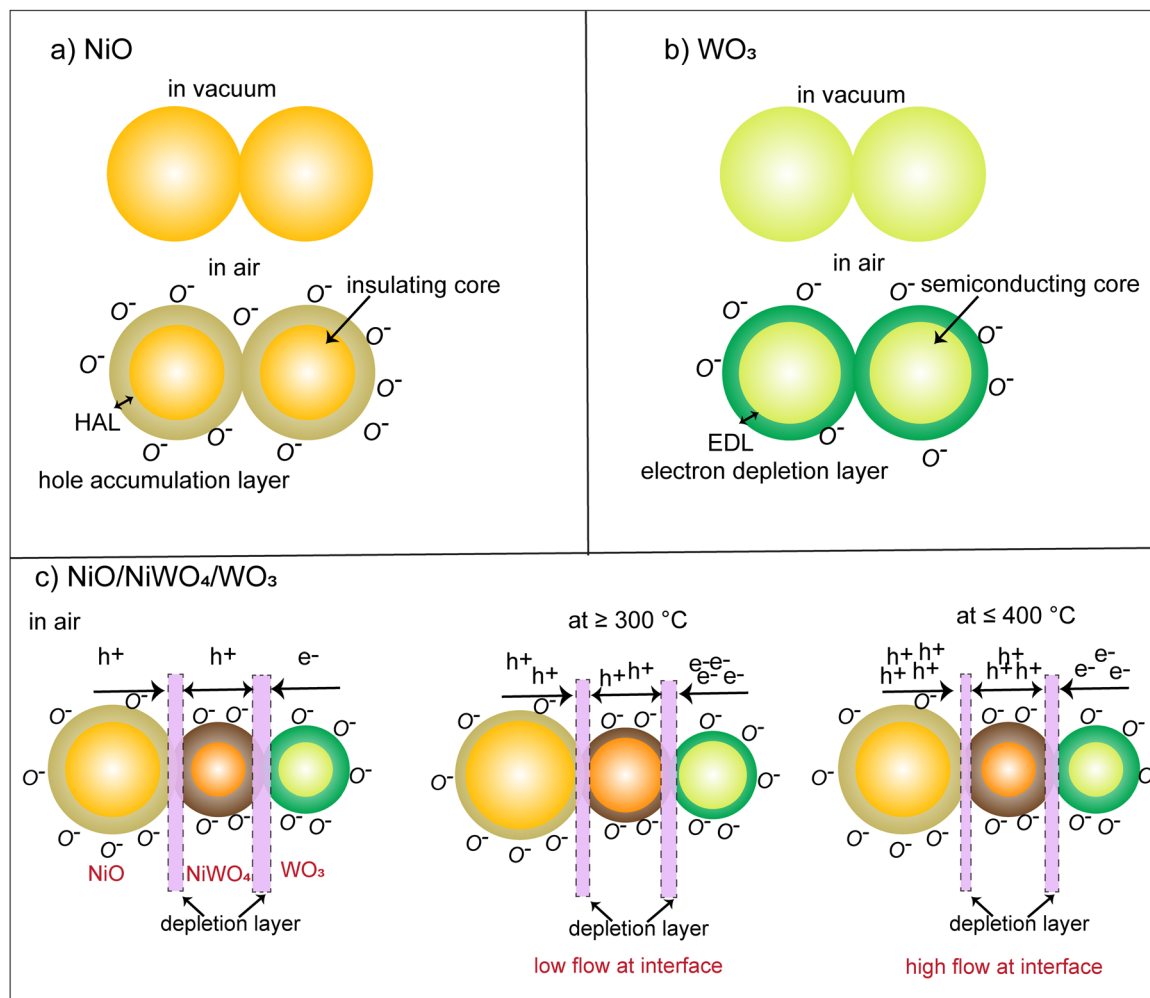 a) NiO
in vacuum
in air
O⁻ O⁻ O⁻ O⁻ O⁻ O⁻ O⁻ O⁻ O⁻ O⁻ O⁻
insulating core
HAL
hole accumulation layer
b) WO₃
in vacuum
in air
O⁻ O⁻ O⁻ O⁻ O⁻ O⁻ O⁻ O⁻
semiconducting core
EDL
electron depletion layer
c) NiO/NiWO₄/WO₃
in air
h+ h+ e-
O⁻ O⁻ O⁻ O⁻ O⁻ O⁻ O⁻ O⁻ O⁻ O⁻ O⁻ O⁻ O⁻ O⁻ O⁻ O⁻
NiO NiWO₄ WO₃
depletion layer
at ≥ 300 °C
h+ h+ h+ h+ e- e- e- e-
O⁻ O⁻ O⁻ O⁻ O⁻ O⁻ O⁻ O⁻ O⁻ O⁻ O⁻ O⁻ O⁻ O⁻ O⁻ O⁻
depletion layer
low flow at interface
at ≤ 400 °C
h+ h+ h+ h+ h+ h+ h+ e- e- e-
O⁻ O⁻ O⁻ O⁻ O⁻ O⁻ O⁻ O⁻ O⁻ O⁻ O⁻ O⁻ O⁻ O⁻ O⁻ O
depletion layer
high flow at interface